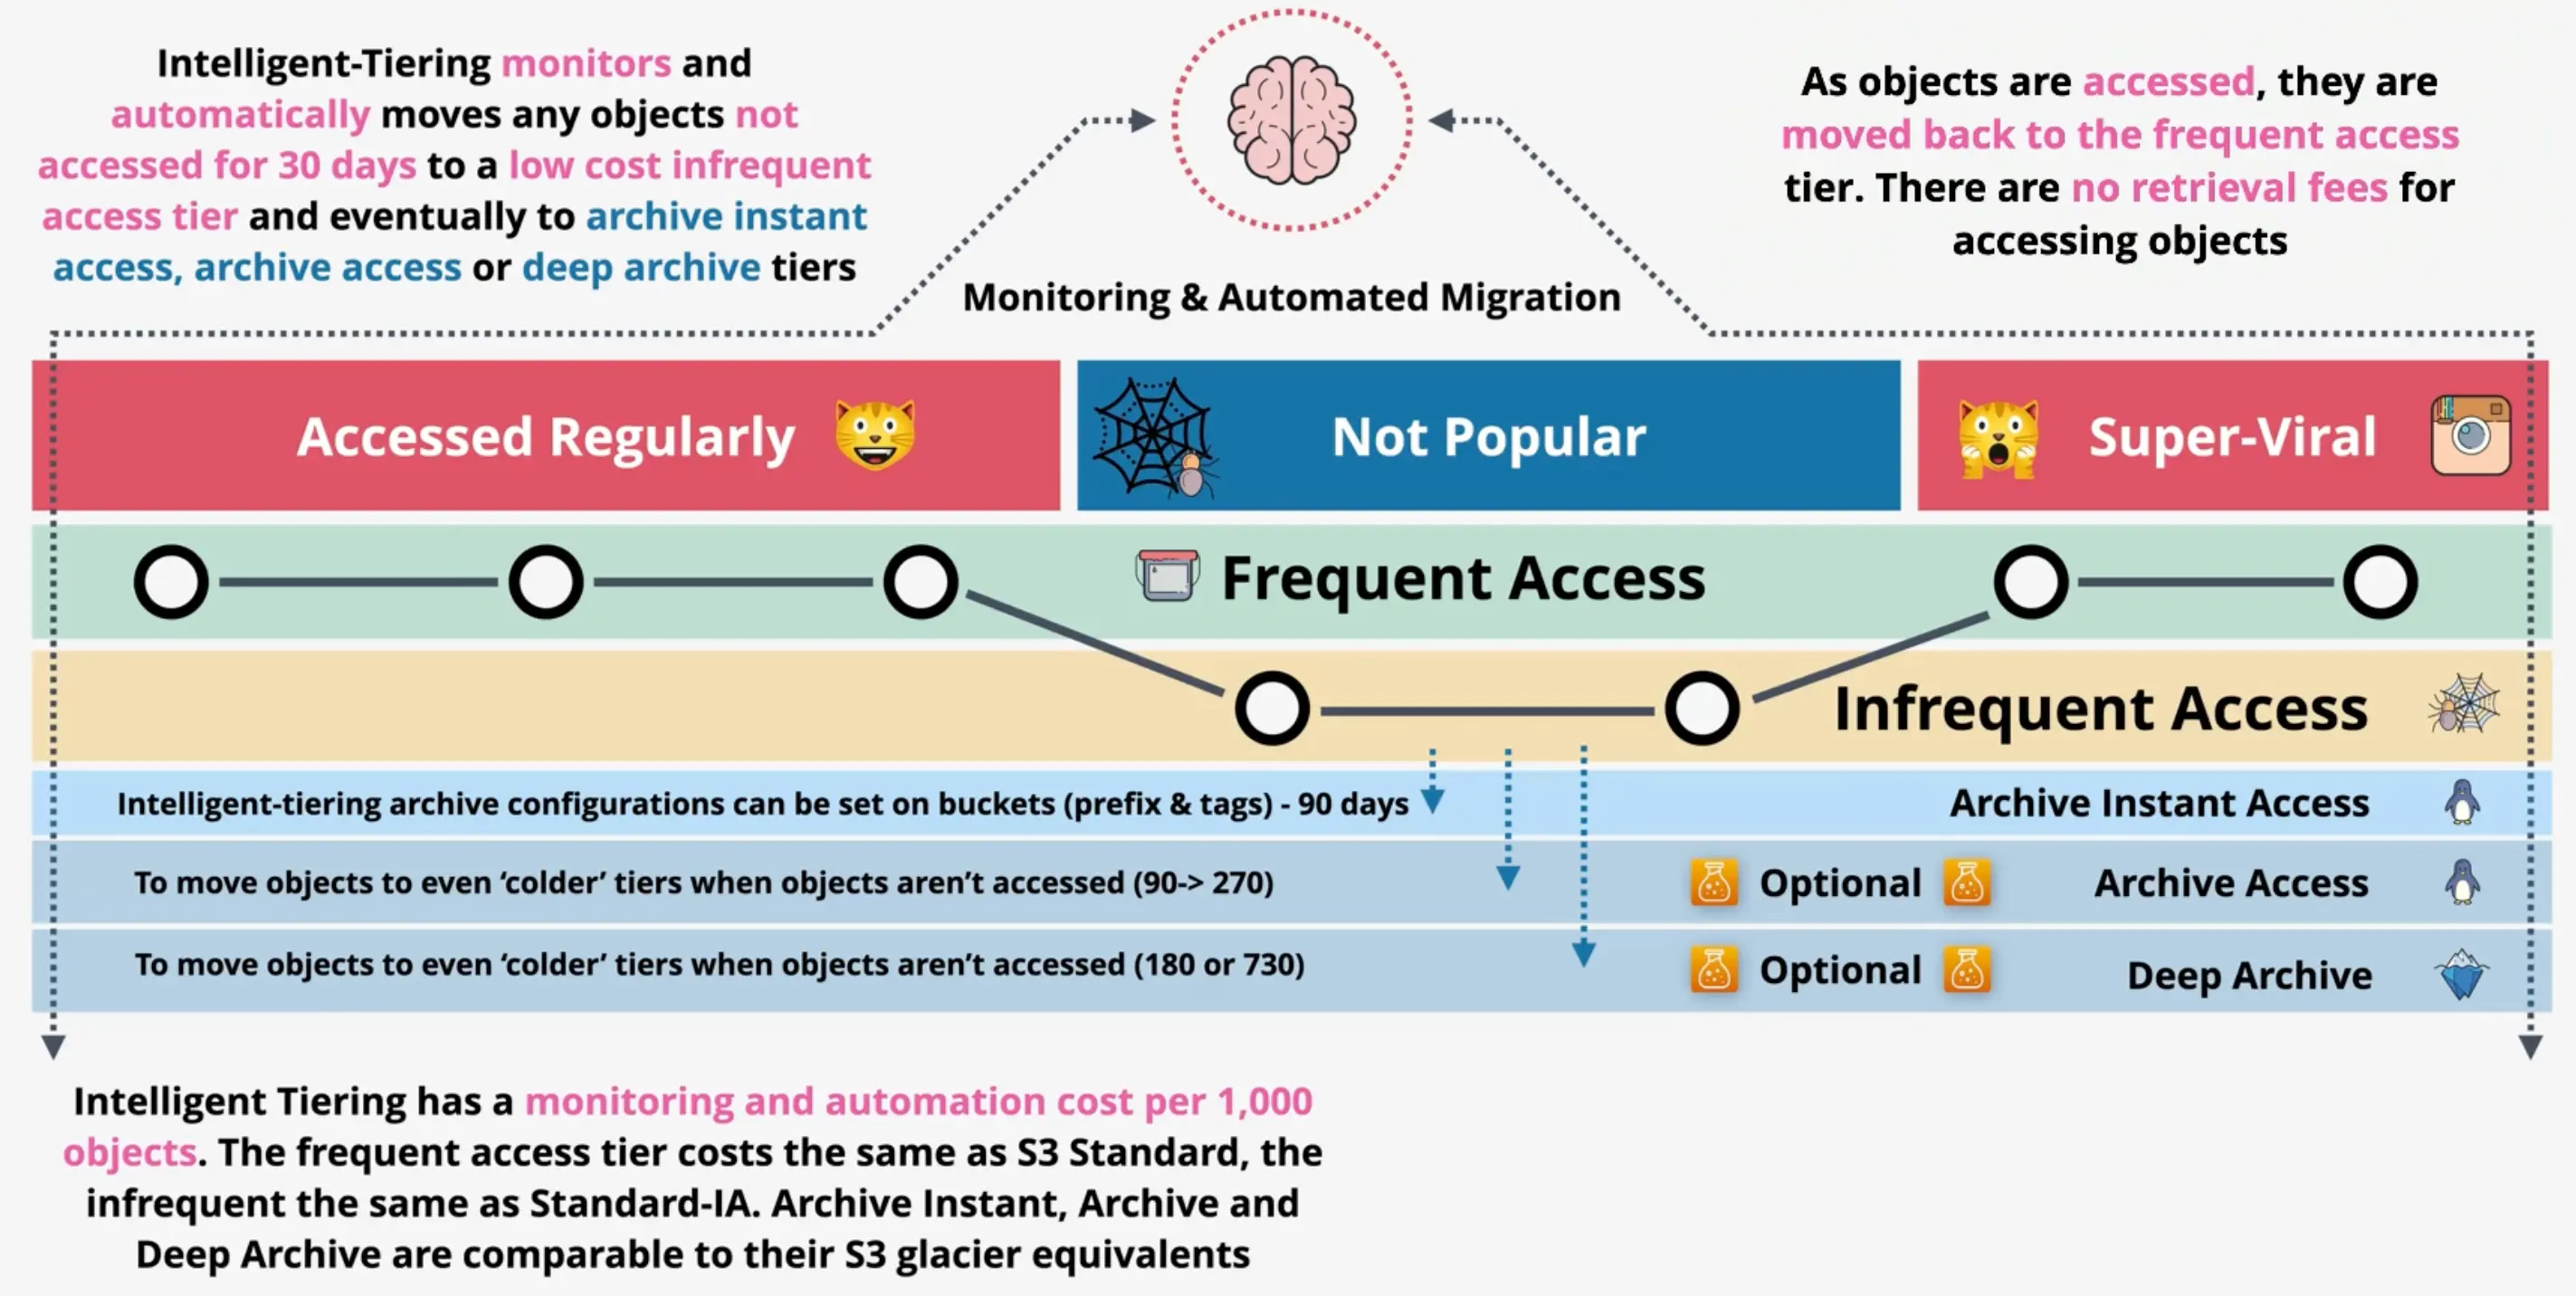 Intelligent-Tiering monitors and
automatically moves any objects not
accessed for 30 days to a low cost infrequent
access tier and eventually to archive instant
access, archive access or deep archive tiers
As objects are accessed, they are
moved back to the frequent access
tier. There are no retrieval fees for
accessing objects
Monitoring & Automated Migration
Accessed Regularly
Not Popular
Super-Viral
Frequent Access
Infrequent Access
Intelligent-tiering archive configurations can be set on buckets (prefix & tags) - 90 days
Archive Instant Access
To move objects to even ‘colder’ tiers when objects aren’t accessed (90-> 270)
Optional
Archive Access
To move objects to even ‘colder’ tiers when objects aren’t accessed (180 or 730)
Optional
Deep Archive
Intelligent Tiering has a monitoring and automation cost per 1,000
objects. The frequent access tier costs the same as S3 Standard, the
infrequent the same as Standard-IA. Archive Instant, Archive and
Deep Archive are comparable to their S3 glacier equivalents